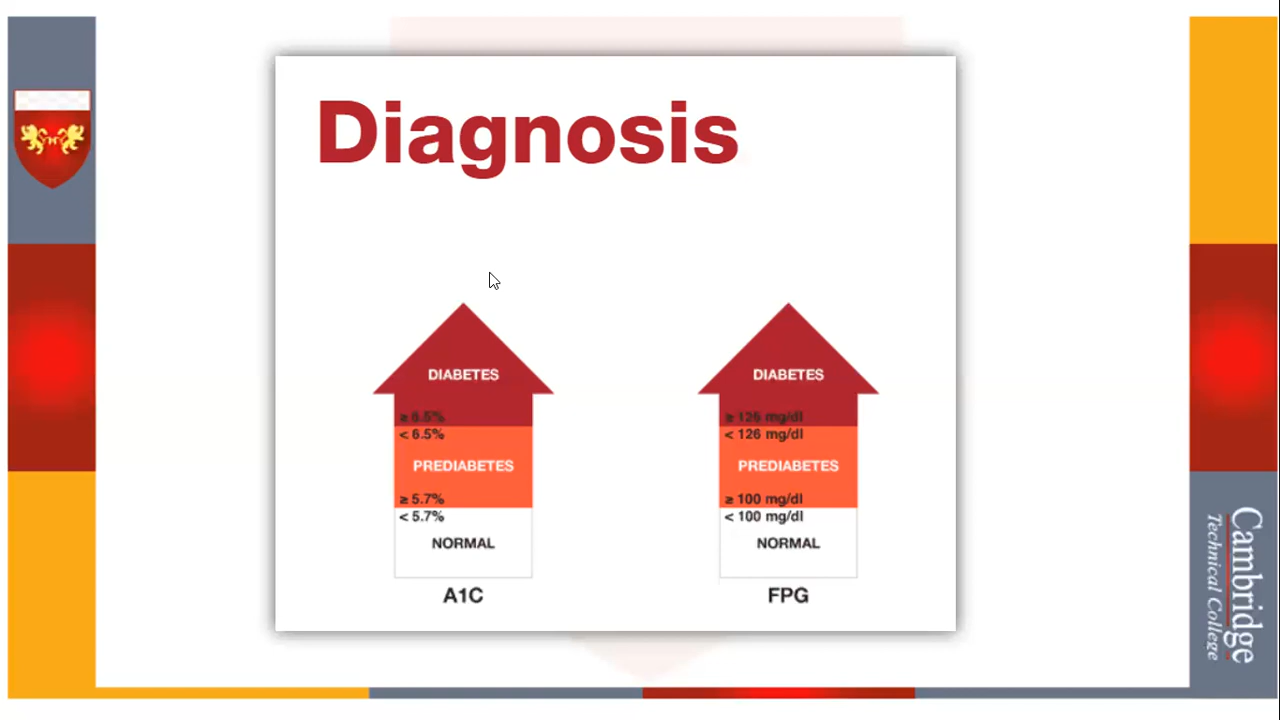 Diagnosis
DIABETES
≥ 6.5%
< 6.5%
PREDIABETES
≥ 5.7%
< 5.7%
NORMAL
A1C
DIABETES
≥ 126 mg/dl
< 126 mg/dl
PREDIABETES
≥ 100 mg/dl
< 100 mg/dl
NORMAL
FPG
Cambridge
Technical College